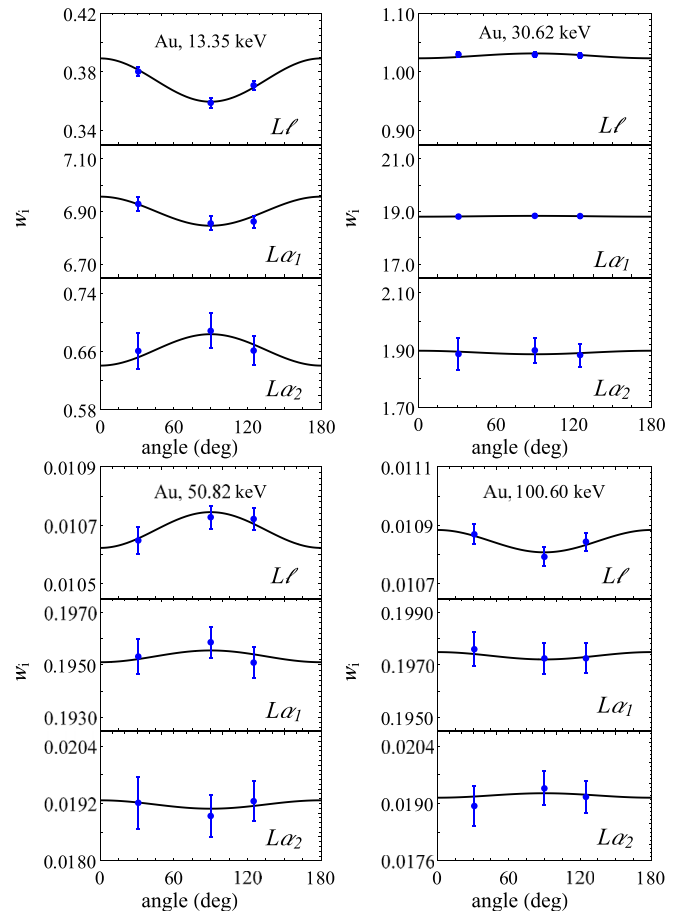 Au, 13.35 keV
0.42
0.38
0.34
Lℓ
7.10
6.90
6.70
Lα1
0.74
0.66
0.58
Lα2
wi
0 60 120 180
angle (deg)
Au, 30.62 keV
1.10
1.00
0.90
Lℓ
21.0
19.0
17.0
Lα1
2.10
1.90
1.70
Lα2
wi
0 60 120 180
angle (deg)
Au, 50.82 keV
0.0109
0.0107
0.0105
Lℓ
0.1970
0.1950
0.1930
Lα1
0.0204
0.0192
0.0180
Lα2
wi
0 60 120 180
angle (deg)
Au, 100.60 keV
0.0111
0.0109
0.0107
Lℓ
0.1990
0.1970
0.1950
Lα1
0.0204
0.0190
0.0176
Lα2
wi
0 60 120 180
angle (deg)